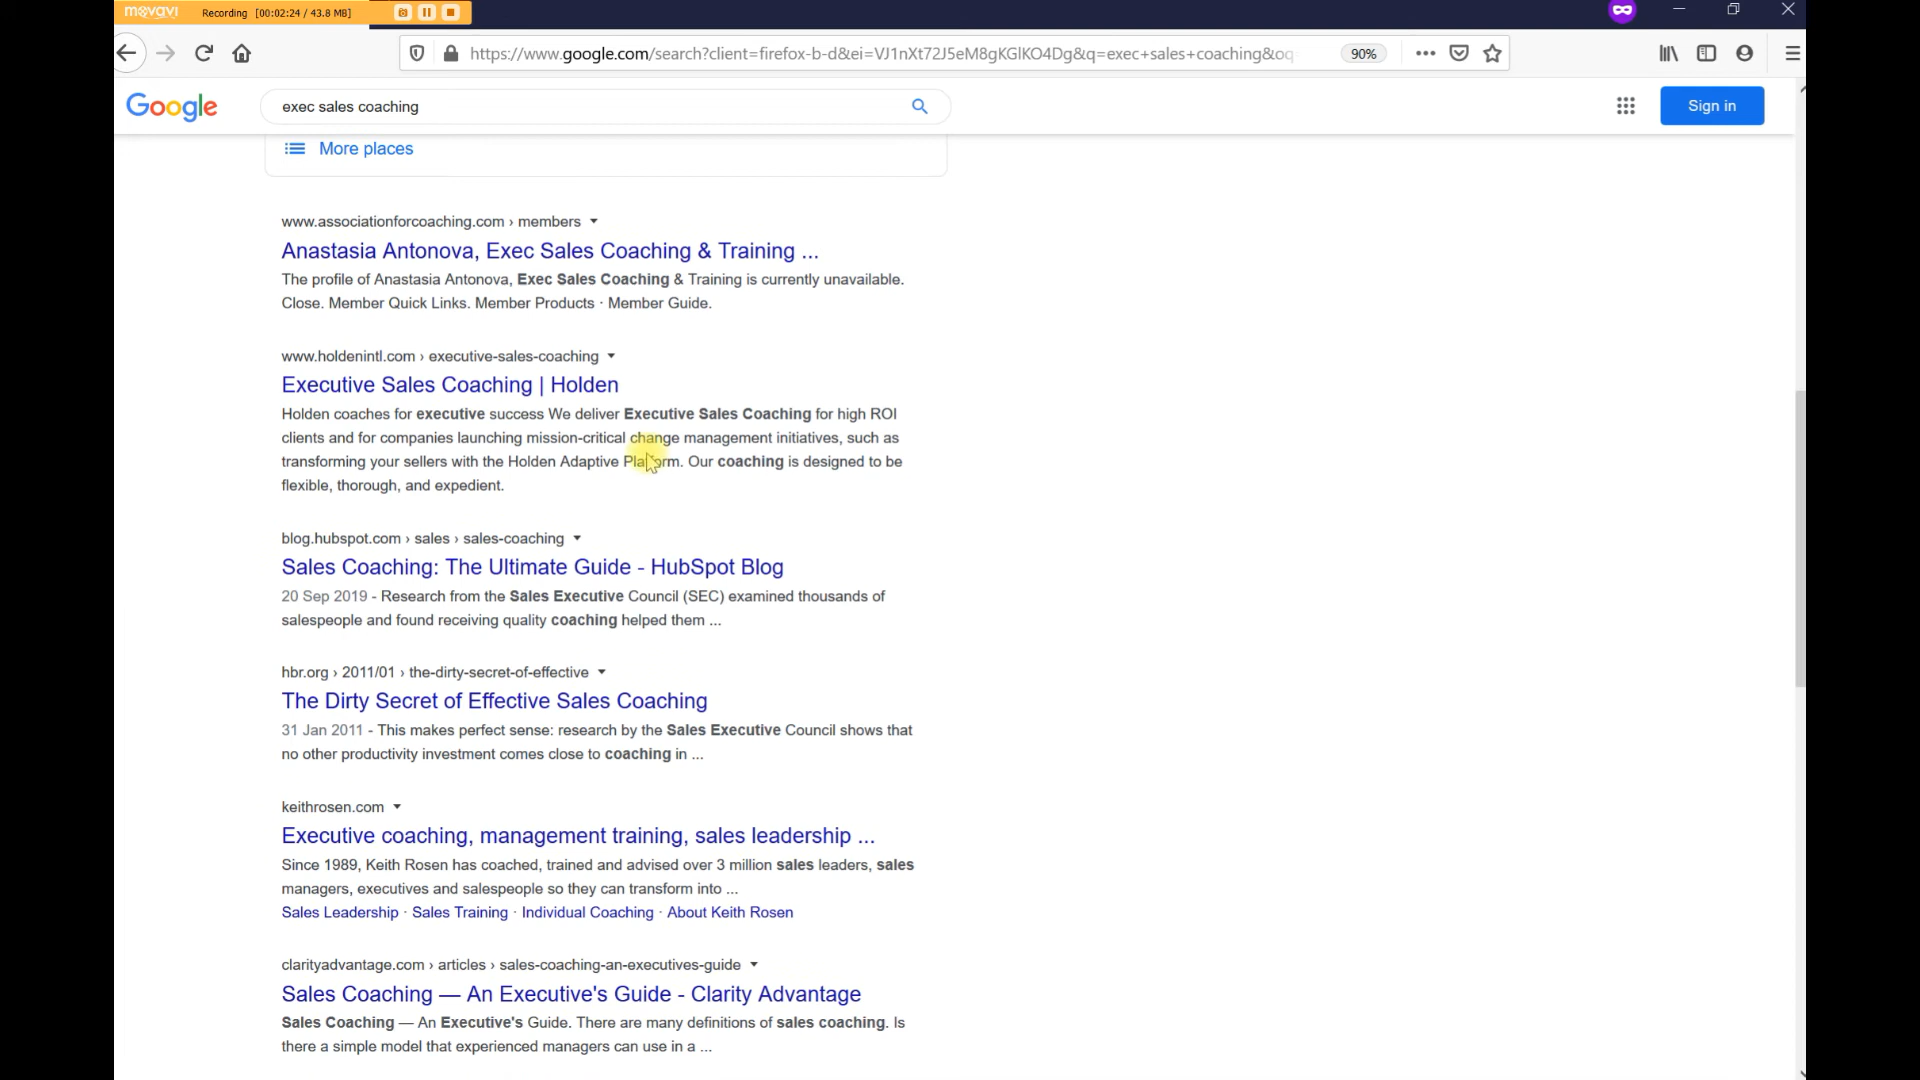 movavi Recording [00:02:24 / 43.8 MB]
https://www.google.com/search?client=firefox-b-d&ei=VJ1nXt72J5eM8gKGlKO4Dg&q=exec+sales+coaching&oq= 90%
Google exec sales coaching Sign in
More places
www.associationforcoaching.com › members
Anastasia Antonova, Exec Sales Coaching & Training ...
The profile of Anastasia Antonova, Exec Sales Coaching & Training is currently unavailable.
Close. Member Quick Links. Member Products · Member Guide.
www.holdenintl.com › executive-sales-coaching
Executive Sales Coaching | Holden
Holden coaches for executive success We deliver Executive Sales Coaching for high ROI
clients and for companies launching mission-critical change management initiatives, such as
transforming your sellers with the Holden Adaptive Platform. Our coaching is designed to be
flexible, thorough, and expedient.
blog.hubspot.com › sales › sales-coaching
Sales Coaching: The Ultimate Guide - HubSpot Blog
20 Sep 2019 - Research from the Sales Executive Council (SEC) examined thousands of
salespeople and found receiving quality coaching helped them ...
hbr.org › 2011/01 › the-dirty-secret-of-effective
The Dirty Secret of Effective Sales Coaching
31 Jan 2011 - This makes perfect sense: research by the Sales Executive Council shows that
no other productivity investment comes close to coaching in ...
keithrosen.com
Executive coaching, management training, sales leadership ...
Since 1989, Keith Rosen has coached, trained and advised over 3 million sales leaders, sales
managers, executives and salespeople so they can transform into ...
Sales Leadership · Sales Training · Individual Coaching · About Keith Rosen
clarityadvantage.com › articles › sales-coaching-an-executives-guide
Sales Coaching — An Executive's Guide - Clarity Advantage
Sales Coaching — An Executive's Guide. There are many definitions of sales coaching. Is
there a simple model that experienced managers can use in a ...